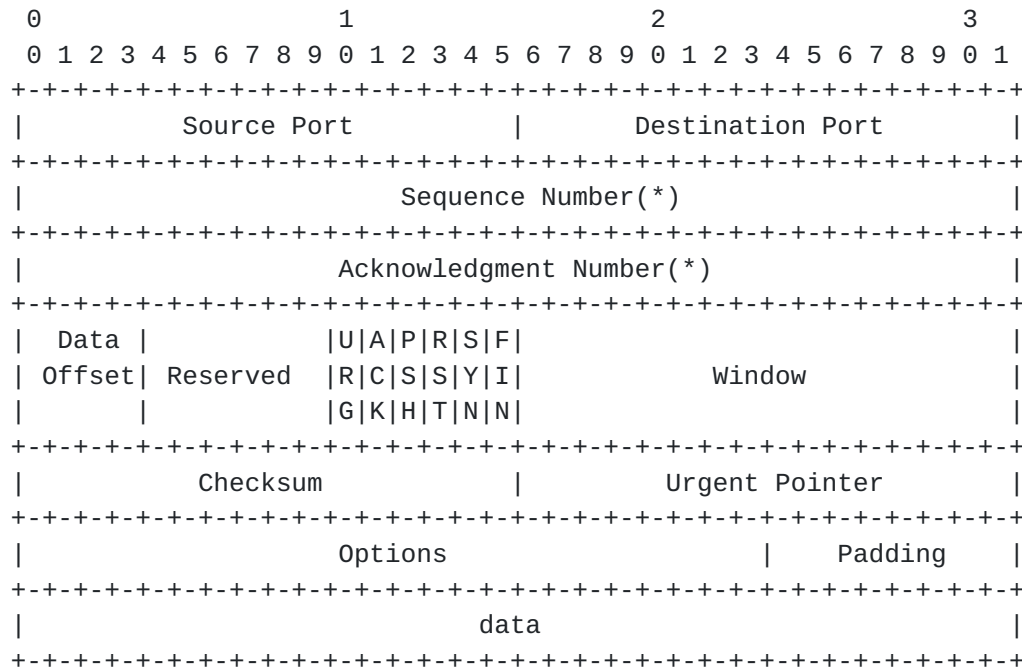 0                   1                   2                   3
 0 1 2 3 4 5 6 7 8 9 0 1 2 3 4 5 6 7 8 9 0 1 2 3 4 5 6 7 8 9 0 1
+-+-+-+-+-+-+-+-+-+-+-+-+-+-+-+-+-+-+-+-+-+-+-+-+-+-+-+-+-+-+-+-+
|          Source Port          |       Destination Port        |
+-+-+-+-+-+-+-+-+-+-+-+-+-+-+-+-+-+-+-+-+-+-+-+-+-+-+-+-+-+-+-+-+
|                        Sequence Number(*)                     |
+-+-+-+-+-+-+-+-+-+-+-+-+-+-+-+-+-+-+-+-+-+-+-+-+-+-+-+-+-+-+-+-+
|                    Acknowledgment Number(*)                   |
+-+-+-+-+-+-+-+-+-+-+-+-+-+-+-+-+-+-+-+-+-+-+-+-+-+-+-+-+-+-+-+-+
|  Data |           |U|A|P|R|S|F|                               |
| Offset| Reserved  |R|C|S|S|Y|I|            Window             |
|       |           |G|K|H|T|N|N|                               |
+-+-+-+-+-+-+-+-+-+-+-+-+-+-+-+-+-+-+-+-+-+-+-+-+-+-+-+-+-+-+-+-+
|           Checksum            |         Urgent Pointer        |
+-+-+-+-+-+-+-+-+-+-+-+-+-+-+-+-+-+-+-+-+-+-+-+-+-+-+-+-+-+-+-+-+
|                    Options                    |    Padding    |
+-+-+-+-+-+-+-+-+-+-+-+-+-+-+-+-+-+-+-+-+-+-+-+-+-+-+-+-+-+-+-+-+
|                             data                              |
+-+-+-+-+-+-+-+-+-+-+-+-+-+-+-+-+-+-+-+-+-+-+-+-+-+-+-+-+-+-+-+-+